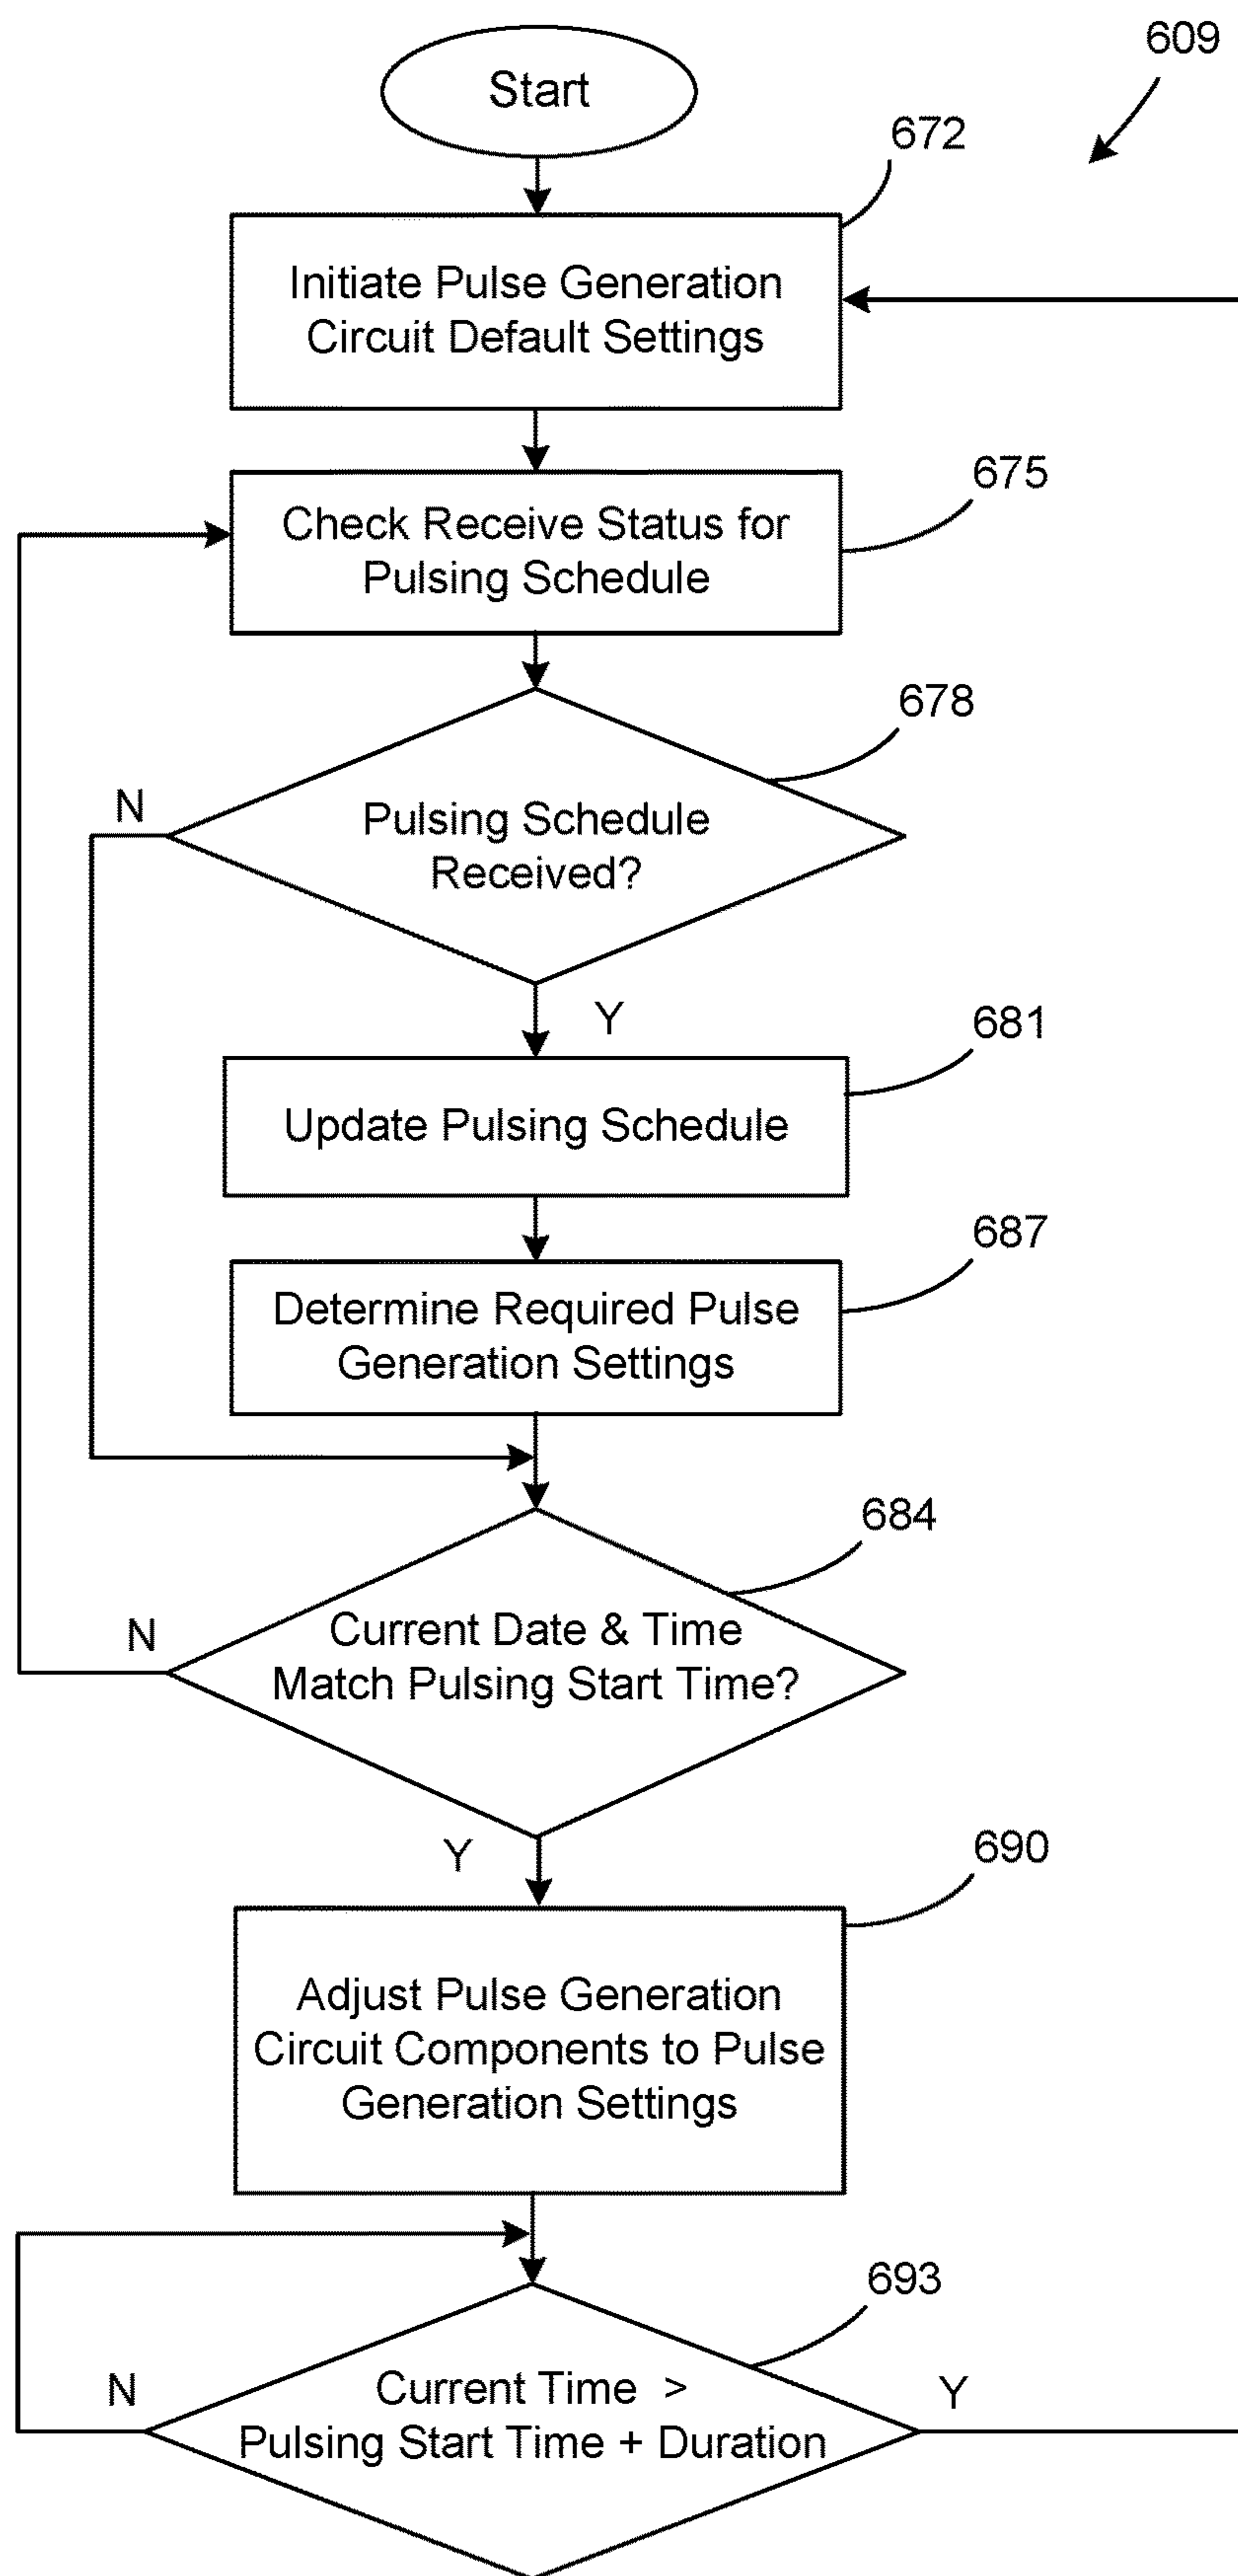 609
Start
672
Initiate Pulse Generation
Circuit Default Settings
675
Check Receive Status for
Pulsing Schedule
678
N
Pulsing Schedule
Received?
Y
681
Update Pulsing Schedule
687
Determine Required Pulse
Generation Settings
684
N
Current Date & Time
Match Pulsing Start Time?
Y
690
Adjust Pulse Generation
Circuit Components to Pulse
Generation Settings
693
N
Current Time >
Pulsing Start Time + Duration
Y